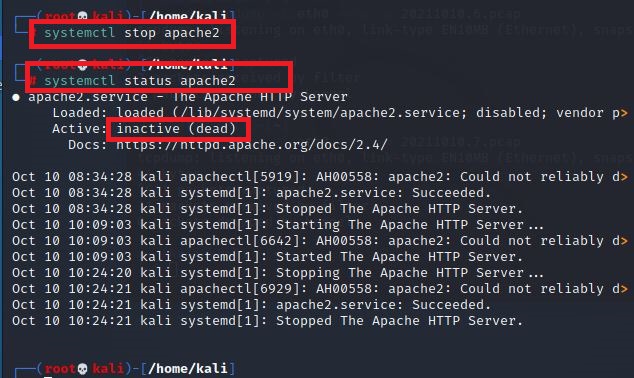 (root💀kali)-[/home/kali]
# systemctl stop apache2
(root💀kali)-[/home/kali]
# systemctl status apache2
● apache2.service - The Apache HTTP Server
Loaded: loaded (/lib/systemd/system/apache2.service; disabled; vendor p>
Active: inactive (dead)
Docs: https://httpd.apache.org/docs/2.4/
Oct 10 08:34:28 kali apachectl[5919]: AH00558: apache2: Could not reliably d>
Oct 10 08:34:28 kali systemd[1]: apache2.service: Succeeded.
Oct 10 08:34:28 kali systemd[1]: Stopped The Apache HTTP Server.
Oct 10 10:09:03 kali systemd[1]: Starting The Apache HTTP Server...
Oct 10 10:09:03 kali apachectl[6642]: AH00558: apache2: Could not reliably d>
Oct 10 10:09:03 kali systemd[1]: Started The Apache HTTP Server.
Oct 10 10:24:20 kali systemd[1]: Stopping The Apache HTTP Server...
Oct 10 10:24:21 kali apachectl[6929]: AH00558: apache2: Could not reliably d>
Oct 10 10:24:21 kali systemd[1]: apache2.service: Succeeded.
Oct 10 10:24:21 kali systemd[1]: Stopped The Apache HTTP Server.
(root💀kali)-[/home/kali]